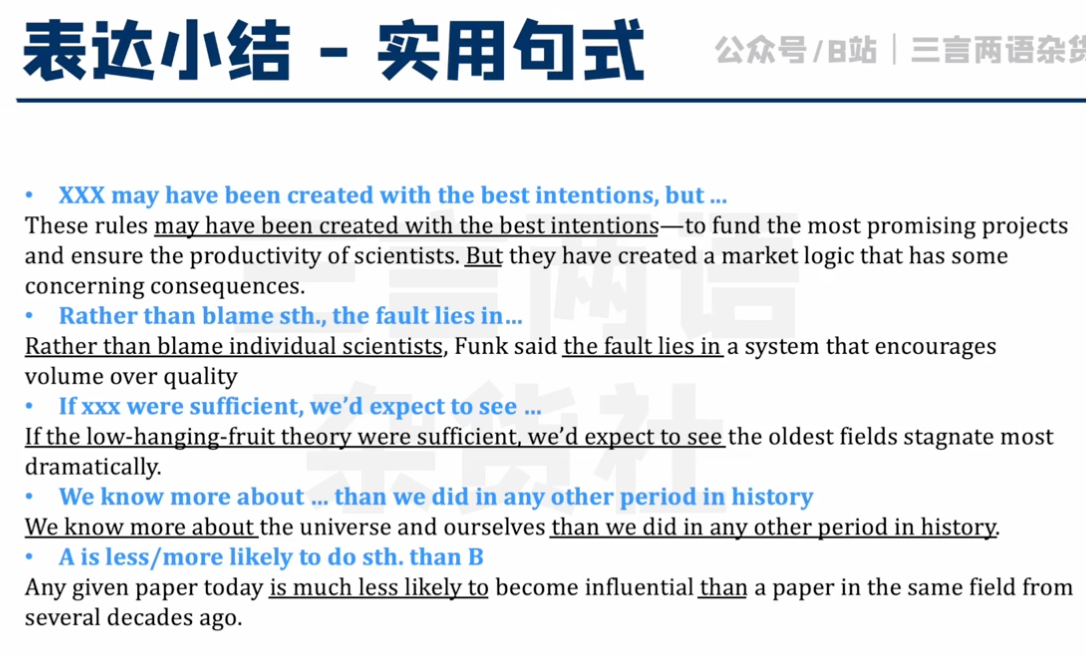 表达小结 - 实用句式
公众号/B站｜三言两语杂货
• XXX may have been created with the best intentions, but …
These rules may have been created with the best intentions—to fund the most promising projects
and ensure the productivity of scientists. But they have created a market logic that has some
concerning consequences.
• Rather than blame sth., the fault lies in…
Rather than blame individual scientists, Funk said the fault lies in a system that encourages
volume over quality
• If xxx were sufficient, we’d expect to see …
If the low-hanging-fruit theory were sufficient, we’d expect to see the oldest fields stagnate most
dramatically.
• We know more about … than we did in any other period in history
We know more about the universe and ourselves than we did in any other period in history.
• A is less/more likely to do sth. than B
Any given paper today is much less likely to become influential than a paper in the same field from
several decades ago.
三言两语
杂货社